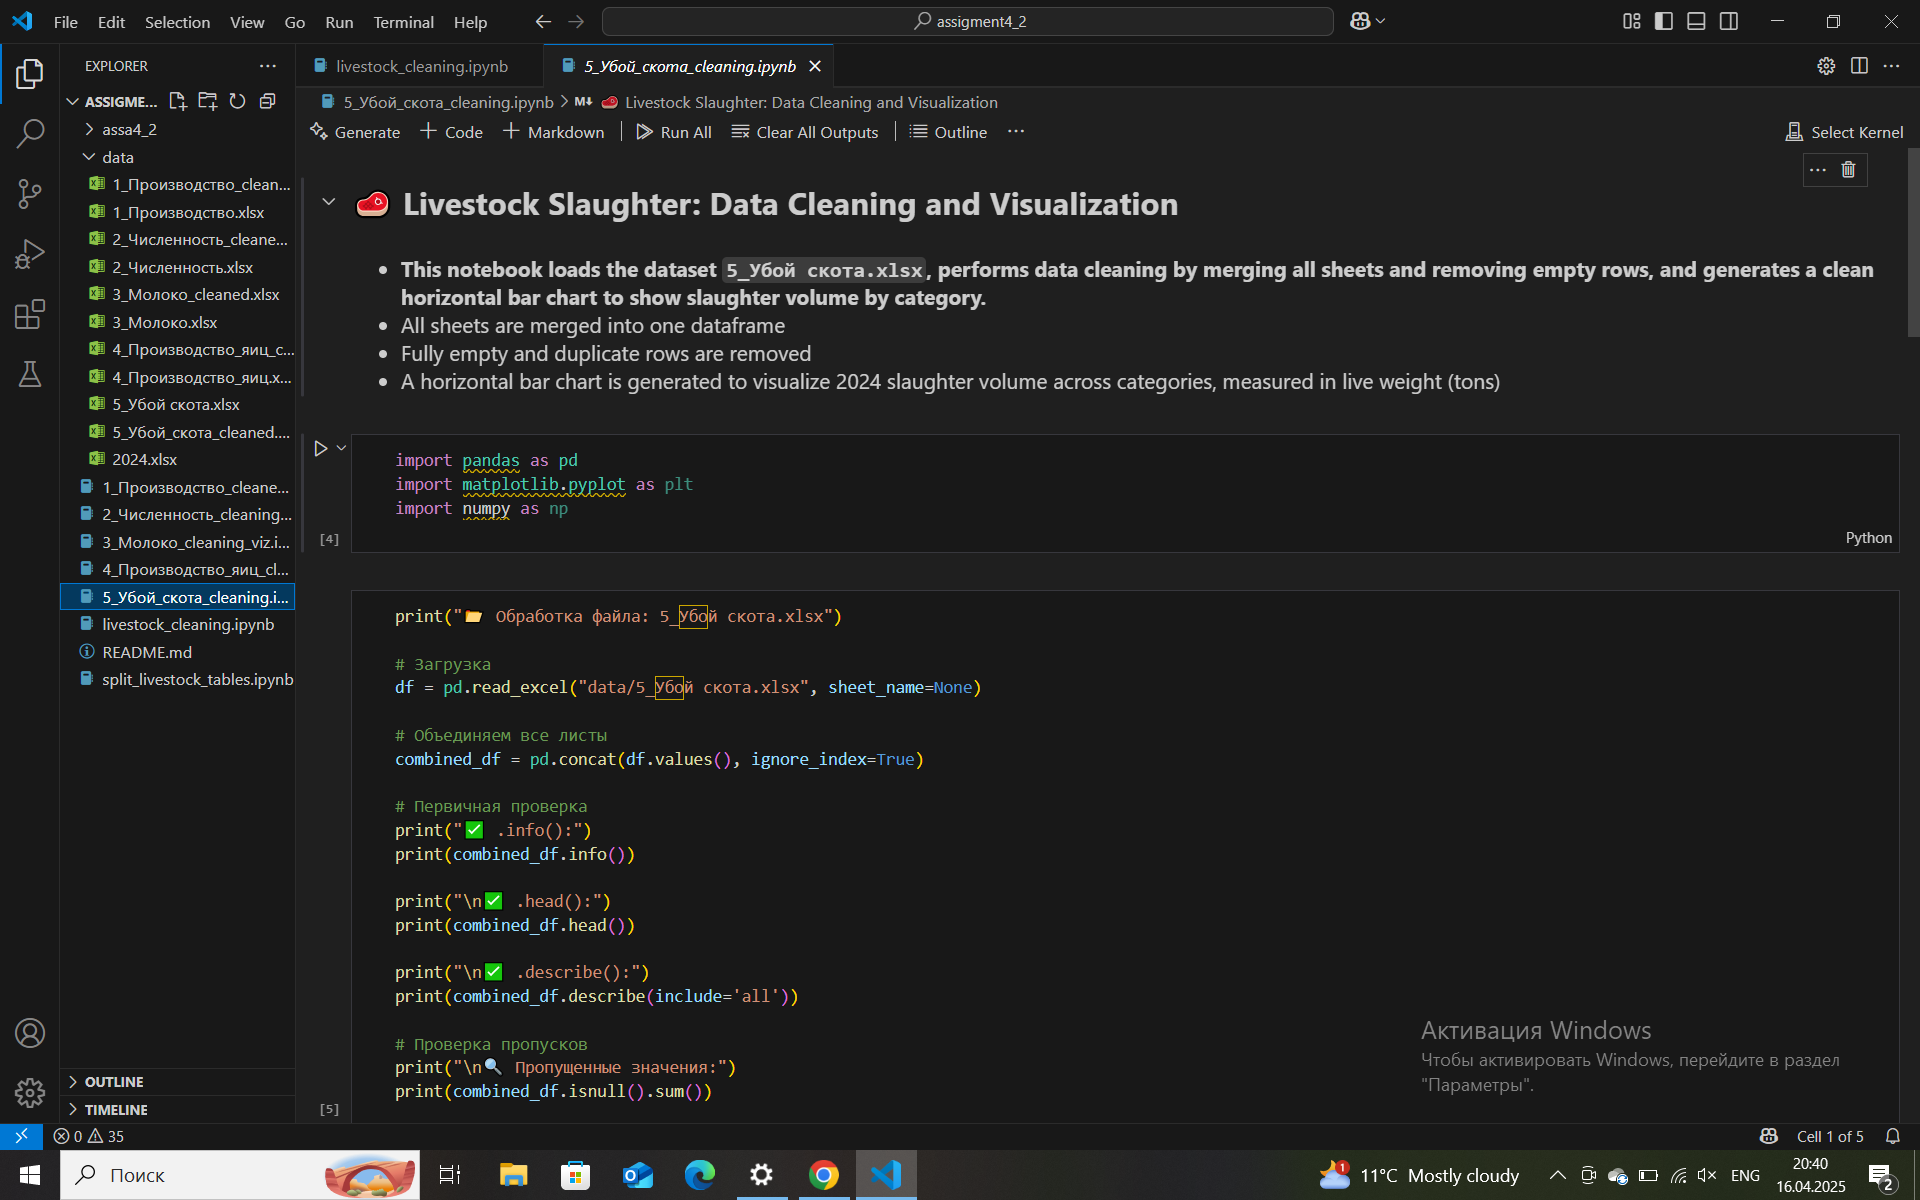 File Edit Selection View Go Run Terminal Help
assigment4_2
EXPLORER
ASSIGME...
assa4_2
data
1_Производство_clean...
1_Производство.xlsx
2_Численность_cleane...
2_Численность.xlsx
3_Молоко_cleaned.xlsx
3_Молоко.xlsx
4_Производство_яиц_c...
4_Производство_яиц.x...
5_Убой скота.xlsx
5_Убой_скота_cleaned....
2024.xlsx
1_Производство_cleane...
2_Численность_cleaning...
3_Молоко_cleaning_viz.i...
4_Производство_яиц_cl...
5_Убой_скота_cleaning.i...
livestock_cleaning.ipynb
README.md
split_livestock_tables.ipynb
OUTLINE
TIMELINE
livestock_cleaning.ipynb
5_Убой_скота_cleaning.ipynb
5_Убой_скота_cleaning.ipynb > M↓ Livestock Slaughter: Data Cleaning and Visualization
Generate + Code + Markdown Run All Clear All Outputs Outline ...
Select Kernel
Livestock Slaughter: Data Cleaning and Visualization
This notebook loads the dataset 5_Убой скота.xlsx, performs data cleaning by merging all sheets and removing empty rows, and generates a clean
horizontal bar chart to show slaughter volume by category.
All sheets are merged into one dataframe
Fully empty and duplicate rows are removed
A horizontal bar chart is generated to visualize 2024 slaughter volume across categories, measured in live weight (tons)
import pandas as pd
import matplotlib.pyplot as plt
import numpy as np
[4]
Python
print("📂 Обработка файла: 5_Убой скота.xlsx")
# Загрузка
df = pd.read_excel("data/5_Убой скота.xlsx", sheet_name=None)
# Объединяем все листы
combined_df = pd.concat(df.values(), ignore_index=True)
# Первичная проверка
print("✅ .info():")
print(combined_df.info())
print("\n✅ .head():")
print(combined_df.head())
print("\n✅ .describe():")
print(combined_df.describe(include='all'))
# Проверка пропусков
print("\n🔍 Пропущенные значения:")
print(combined_df.isnull().sum())
[5]
Активация Windows
Чтобы активировать Windows, перейдите в раздел
"Параметры".
0 35
Cell 1 of 5
Поиск
1
11°C Mostly cloudy
ENG
20:40
16.04.2025
2